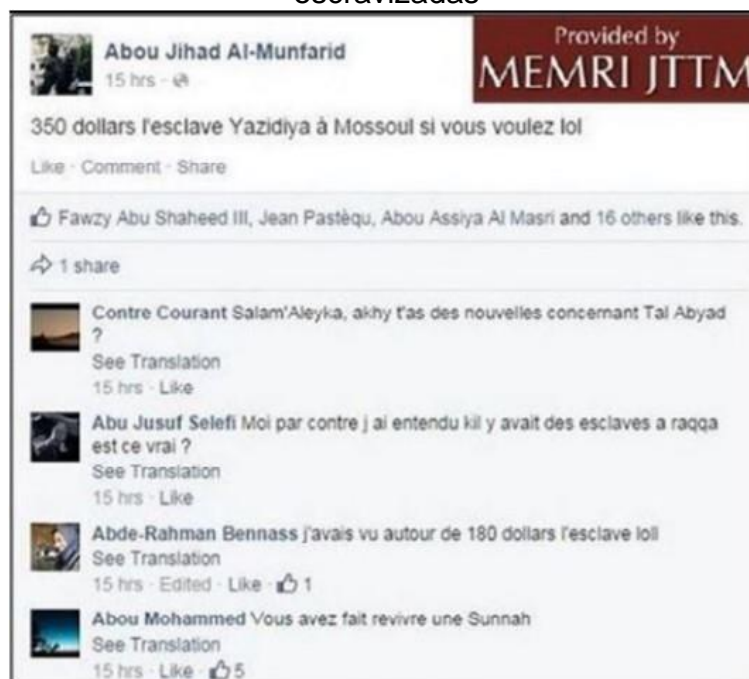 escravizadas
Abou Jihad Al-Munfarid
15 hrs -
Provided by
MEMRI JTTM
350 dollars l'esclave Yazidiya à Mossoul si vous voulez lol
Like · Comment · Share
Fawzy Abu Shaheed III, Jean Pastèqu, Abou Assiya Al Masri and 16 others like this.
1 share
Contre Courant Salam'Aleyka, akhy t'as des nouvelles concernant Tal Abyad
?
See Translation
15 hrs · Like
Abu Jusuf Selefi Moi par contre j ai entendu kil y avait des esclaves a raqqa
est ce vrai ?
See Translation
15 hrs · Like
Abde-Rahman Bennass j'avais vu autour de 180 dollars l'esclave loll
See Translation
15 hrs · Edited · Like · 1
Abou Mohammed Vous avez fait revivre une Sunnah
See Translation
15 hrs · Like · 5